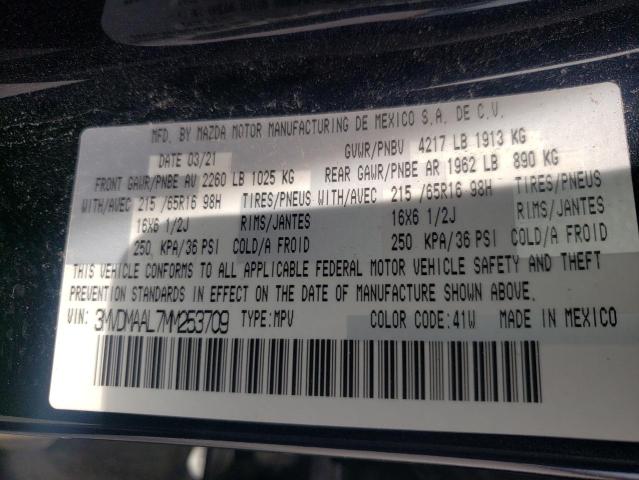 MFD. BY MAZDA MOTOR MANUFACTURING DE MEXICO S.A. DE C.V.
DATE 03/21 GVWR/PNBV 4217 LB 1913 KG
FRONT GAWR/PNBE AV 2260 LB 1025 KG REAR GAWR/PNBE AR 1962 LB 890 KG
WITH/AVEC 215 /65R16 98H TIRES/PNEUS WITH/AVEC 215 /65R16 98H TIRES/PNEUS
16X6 1/2J RIMS/JANTES 16X6 1/2J RIMS/JANTES
250 KPA/36 PSI COLD/A FROID 250 KPA/36 PSI COLD/A FROID
THIS VEHICLE CONFORMS TO ALL APPLICABLE FEDERAL MOTOR VEHICLE SAFETY AND THEFT
PREVENTION STANDARDS IN EFFECT ON THE DATE OF MANUFACTURE SHOWN ABOVE.
VIN: 3MVDMAAL7MM253709 TYPE:MPV COLOR CODE:41W MADE IN MEXICO